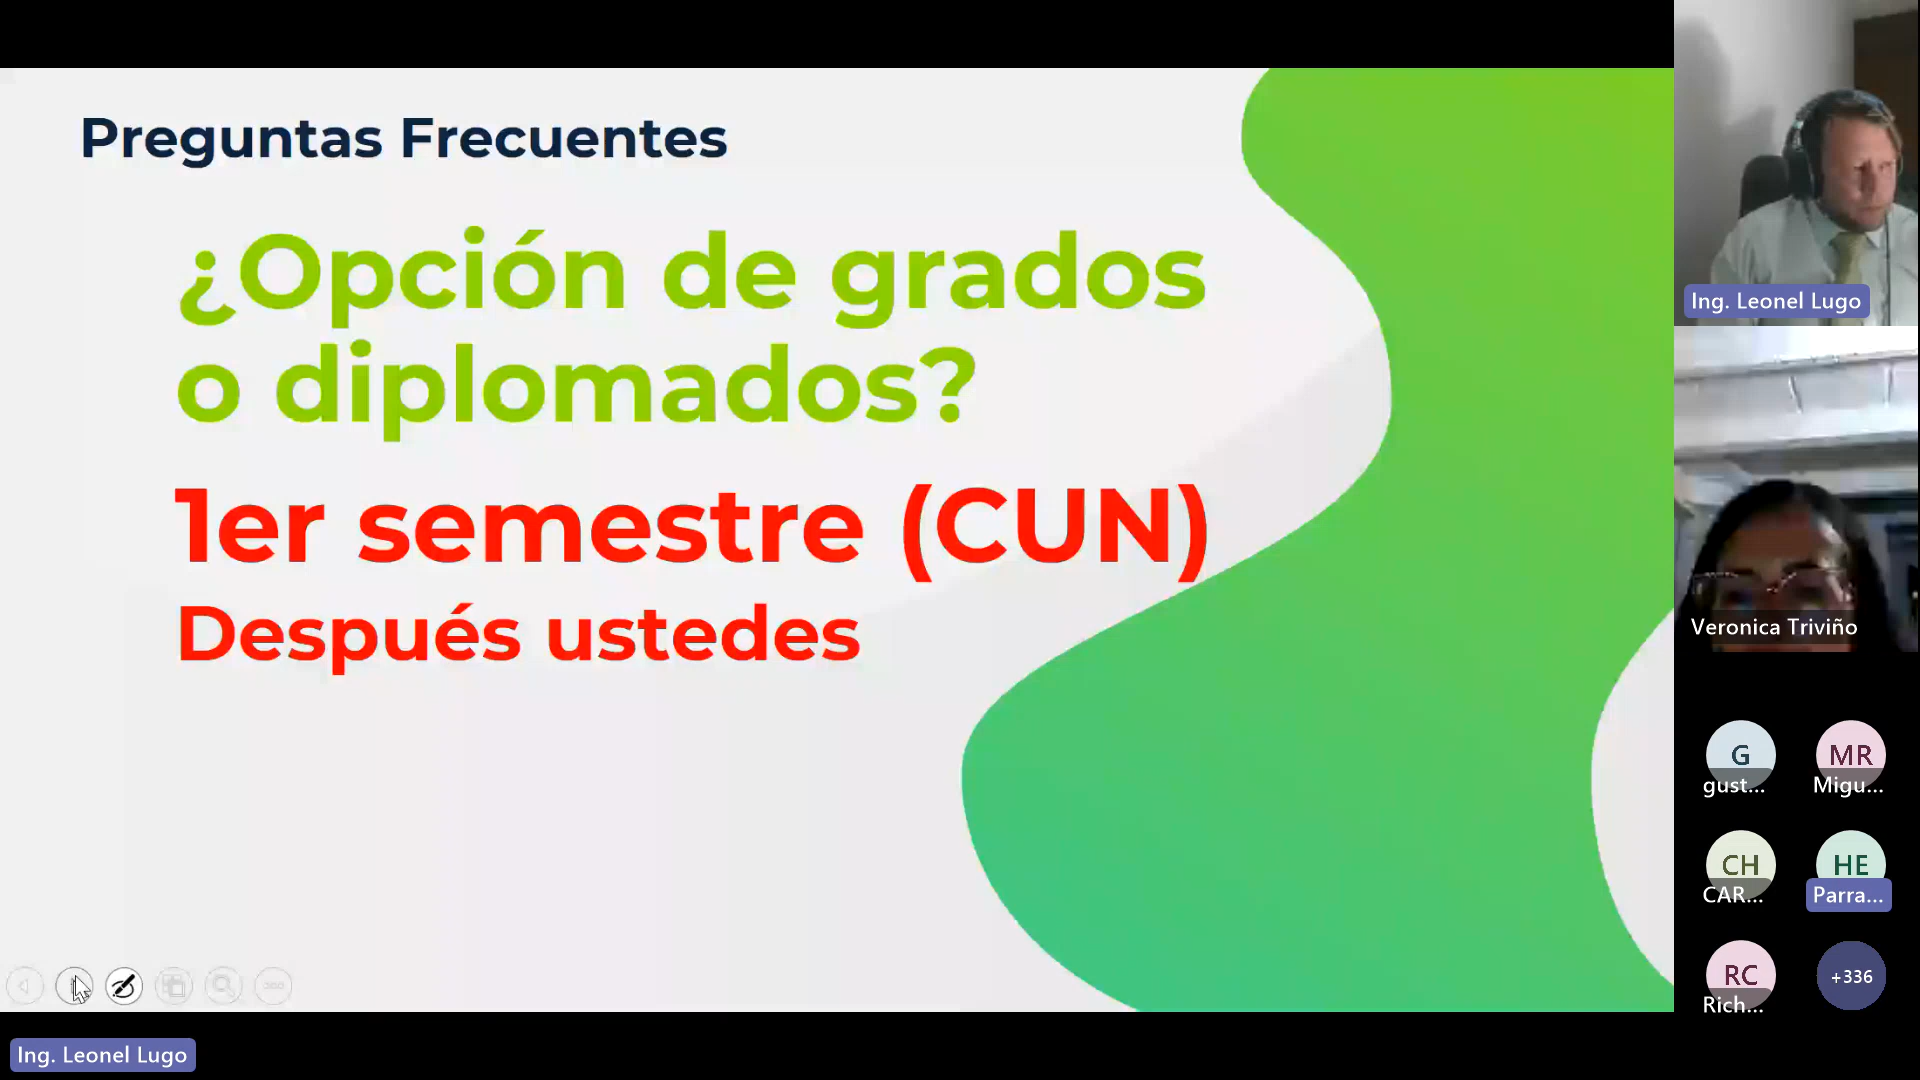 Preguntas Frecuentes
¿Opción de grados
o diplomados?
1er semestre (CUN)
Después ustedes
Ing. Leonel Lugo
Veronica Triviño
G
gust...
MR
Migu...
CH
CAR...
HE
Parra...
RC
Rich...
+336
Ing. Leonel Lugo